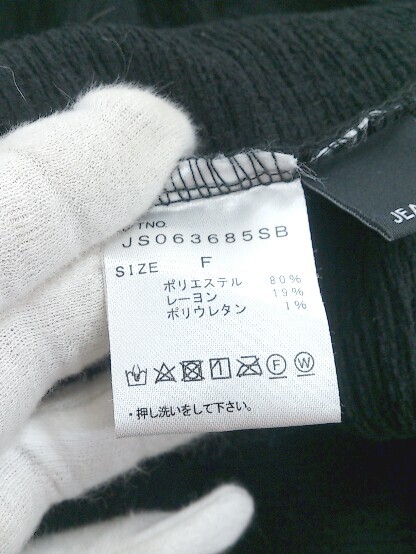 TNO.
JS063685SB
SIZE F
ポリエステル 80%
レーヨン 19%
ポリウレタン 1%
F W
・押し洗いをして下さい。